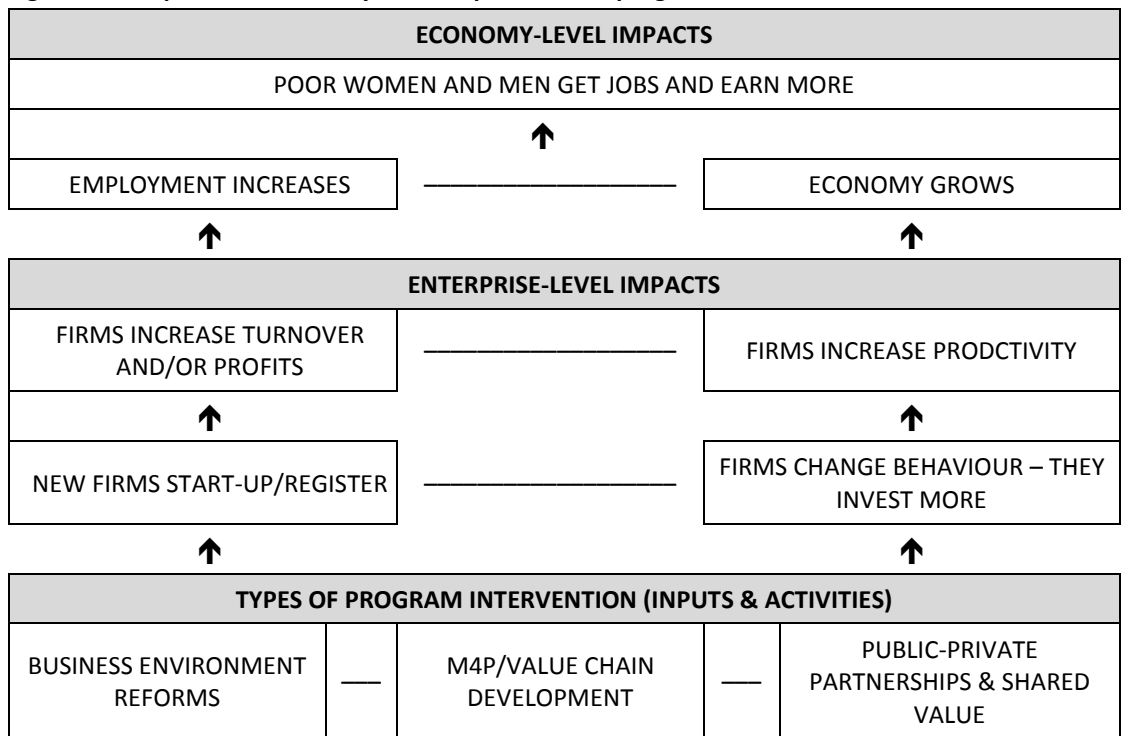 ECONOMY-LEVEL IMPACTS
POOR WOMEN AND MEN GET JOBS AND EARN MORE
EMPLOYMENT INCREASES
ECONOMY GROWS
ENTERPRISE-LEVEL IMPACTS
FIRMS INCREASE TURNOVER
AND/OR PROFITS
FIRMS INCREASE PRODCTIVITY
NEW FIRMS START-UP/REGISTER
FIRMS CHANGE BEHAVIOUR – THEY
INVEST MORE
TYPES OF PROGRAM INTERVENTION (INPUTS & ACTIVITIES)
BUSINESS ENVIRONMENT
REFORMS
M4P/VALUE CHAIN
DEVELOPMENT
PUBLIC-PRIVATE
PARTNERSHIPS & SHARED
VALUE